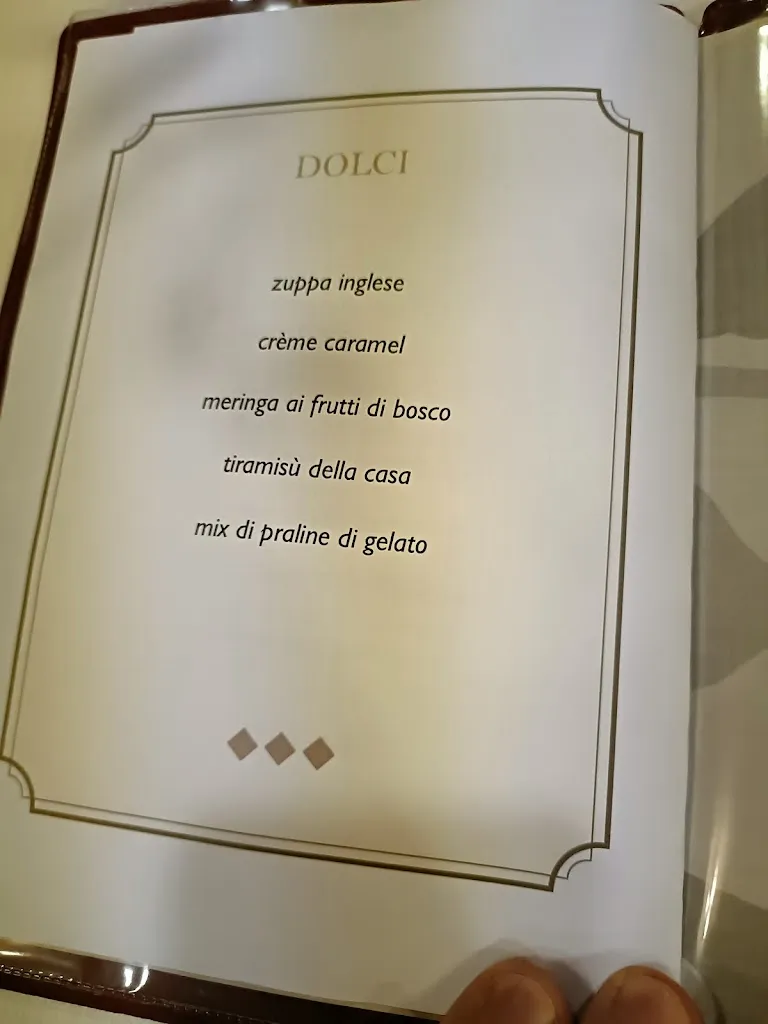 DOLCI
zuppa inglese
crème caramel
meringa ai frutti di bosco
tiramisù della casa
mix di praline di gelato